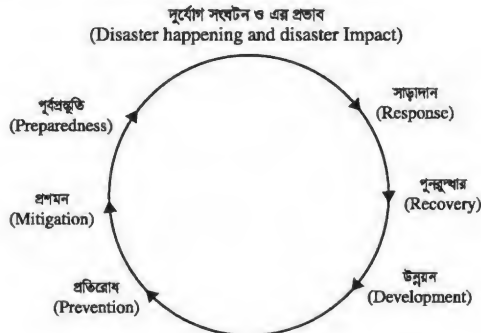 দুর্যোগ সংঘটন ও এর প্রভাব
(Disaster happening and disaster Impact)
সাড়াদান
(Response)
পুনরুদ্ধার
(Recovery)
উন্নয়ন
(Development)
প্রতিরোধ
(Prevention)
প্রশমন
(Mitigation)
পূর্বপ্রস্তুতি
(Preparedness)